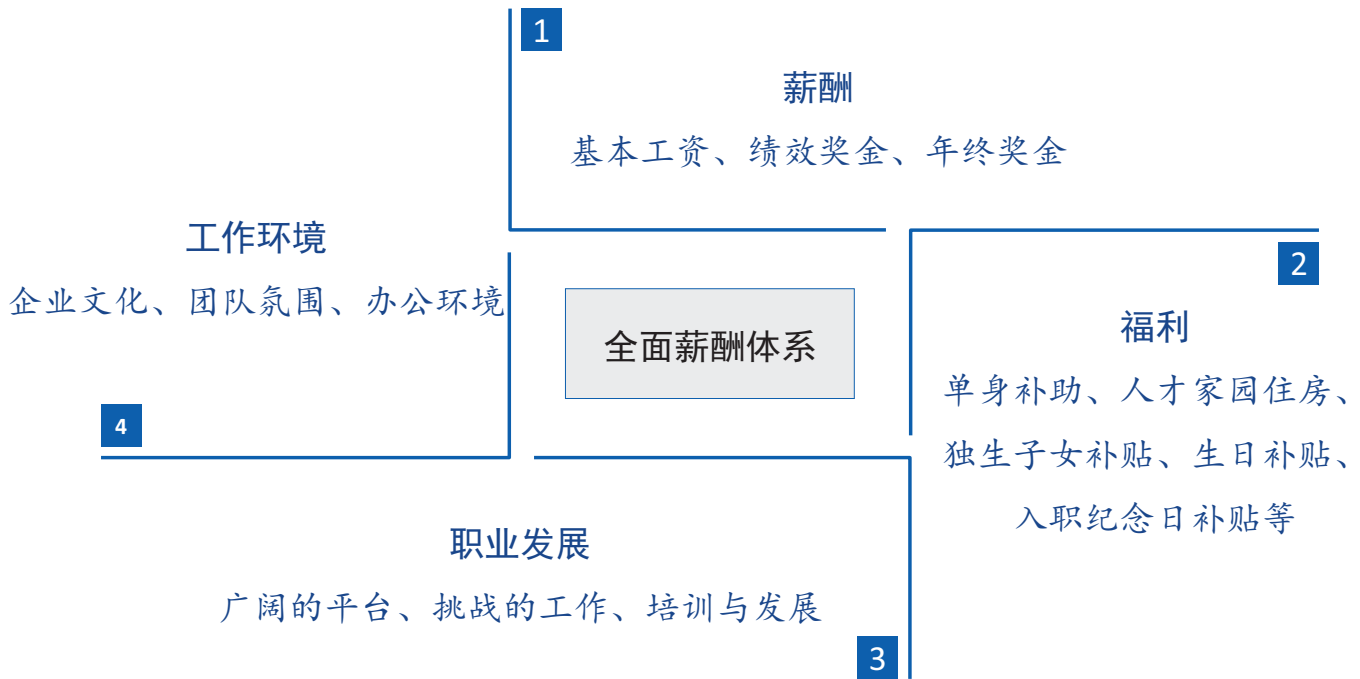 1
薪酬
基本工资、绩效奖金、年终奖金
2
福利
单身补助、人才家园住房、
独生子女补贴、生日补贴、
入职纪念日补贴等
3
职业发展
广阔的平台、挑战的工作、培训与发展
4
工作环境
企业文化、团队氛围、办公环境
全面薪酬体系